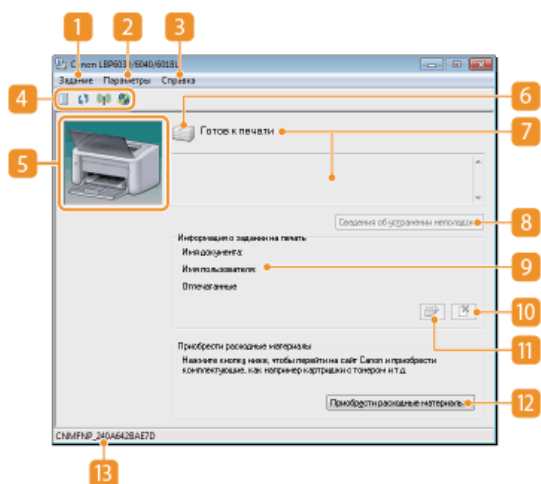 1 2 3
Canon LBP6030/6040/6018L
Задание Параметры Справка
4
6
Готов к печати
7
5
Сведения об устранении неполадок
8
Информация о задании на печать
Имя документа:
Имя пользователя:
9
Отпечатанные
10
11
Приобрести расходные материалы
Нажмите кнопку ниже, чтобы перейти на сайт Canon и приобрести
комплектующие, как например картриджи с тонером и т.д.
Приобрести расходные материалы
12
CNMFNP_240A642BAE7D
13